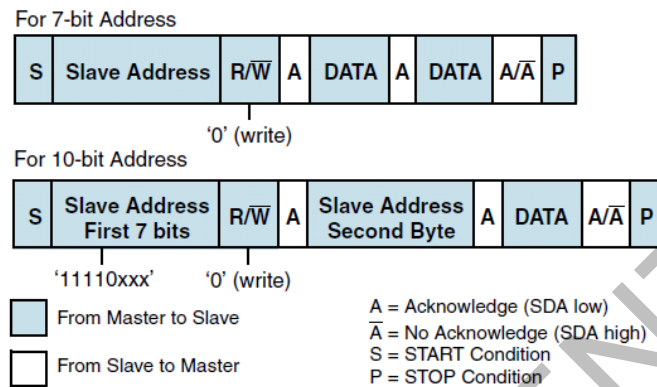 For 7-bit Address
S Slave Address R/W̅ A DATA A DATA A/A̅ P
'0' (write)
For 10-bit Address
S Slave Address First 7 bits R/W̅ A Slave Address Second Byte A DATA A/A̅ P
'11110xxx' '0' (write)
From Master to Slave
From Slave to Master
A = Acknowledge (SDA low)
A̅ = No Acknowledge (SDA high)
S = START Condition
P = STOP Condition